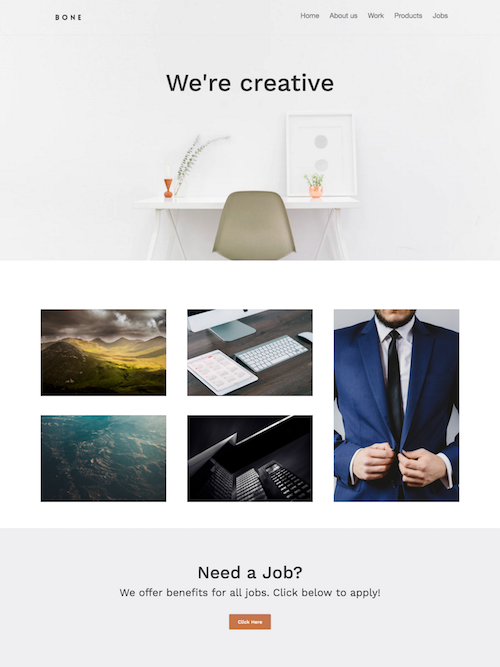 BONE
Home About us Work Products Jobs
We're creative
Need a Job?
We offer benefits for all jobs. Click below to apply!
Click Here